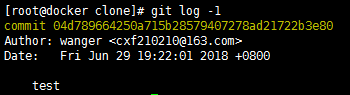 [root@docker clone]# git log -1
commit 04d789664250a715b28579407278ad21722b3e80
Author: wanger <cxf210210@163.com>
Date:   Fri Jun 29 19:22:01 2018 +0800
    test